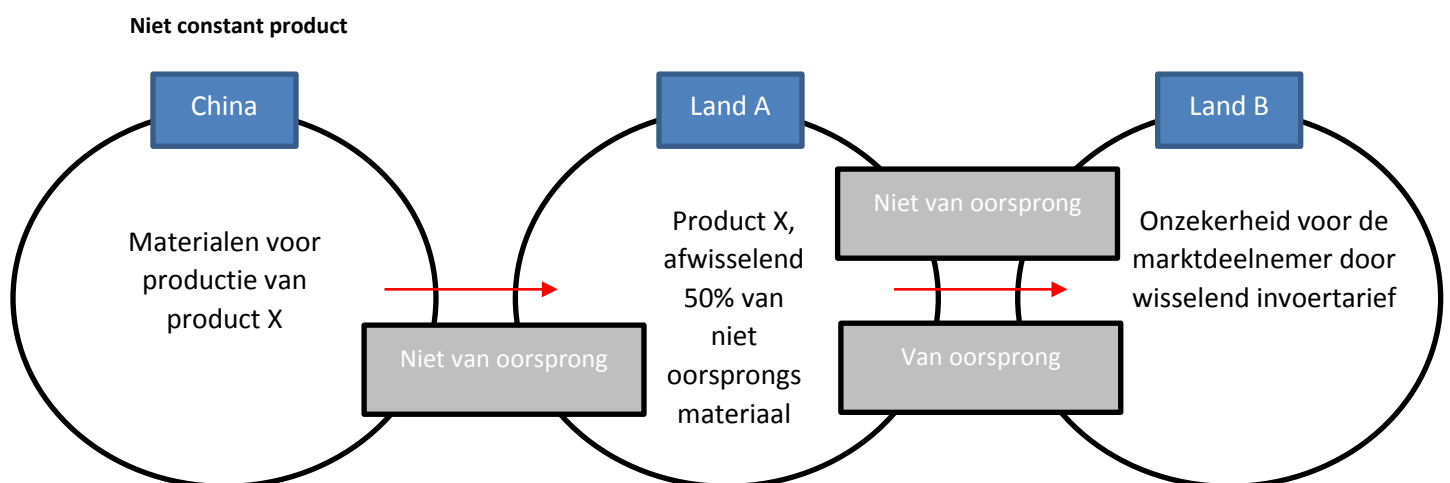 Niet constant product
China
Land A
Land B
Materialen voor
productie van
product X
Niet van oorsprong
Product X,
afwisselend
50% van
niet
oorsprongs
materiaal
Niet van oorsprong
Van oorsprong
Onzekerheid voor de
marktdeelnemer door
wisselend invoertarief